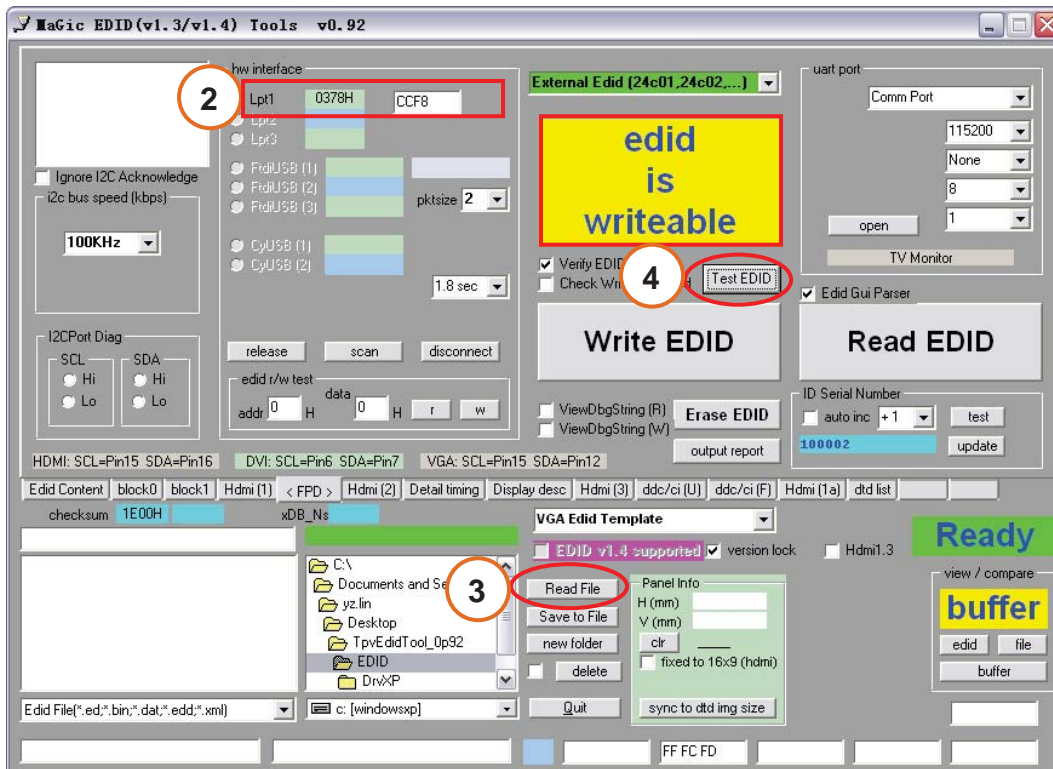 MaGic EDID(v1.3/v1.4) Tools v0.92
hw interface
2
Lpt1 0378H CCF8
Lpt2
Lpt3
FtdiUSB (1)
FtdiUSB (2)
FtdiUSB (3)
pktsize 2
CyUSB (1)
CyUSB (2)
1.8 sec
Ignore I2C Acknowledge
i2c bus speed (kbps)
100KHz
I2CPort Diag
SCL SDA
Hi Hi
Lo Lo
release scan disconnect
edid r/w test
addr 0 H data 0 H r w
External Edid (24c01,24c02,...)
edid
is
writeable
Verify EDID
4
Check Wri H
Test EDID
Write EDID
ViewDbgString (R)
ViewDbgString (W)
Erase EDID
output report
uart port
Comm Port
115200
None
8
1
open
TV Monitor
Edid Gui Parser
Read EDID
ID Serial Number
auto inc +1 test
100002 update
HDMI: SCL=Pin15 SDA=Pin16 DVI: SCL=Pin6 SDA=Pin7 VGA: SCL=Pin15 SDA=Pin12
Edid Content block0 block1 Hdmi (1) < FPD > Hdmi (2) Detail timing Display desc Hdmi (3) ddc/ci (U) ddc/ci (F) Hdmi (1a) dtd list
checksum 1E00H xDB_Ns
C:\
Documents and Se
yz.lin
Desktop
TpvEdidTool_0p92
EDID
DrvXP
Edid File(*.ed;*.bin;*.dat;*.edd;*.xml)
c: [windowsxp]
VGA Edid Template
EDID v1.4 supported version lock Hdmi1.3
3
Read File
Save to File
new folder
delete
Quit
Panel Info
H (mm)
V (mm)
clr
fixed to 16x9 (hdmi)
sync to dtd img size
Ready
view / compare
buffer
edid file
buffer
FF FC FD